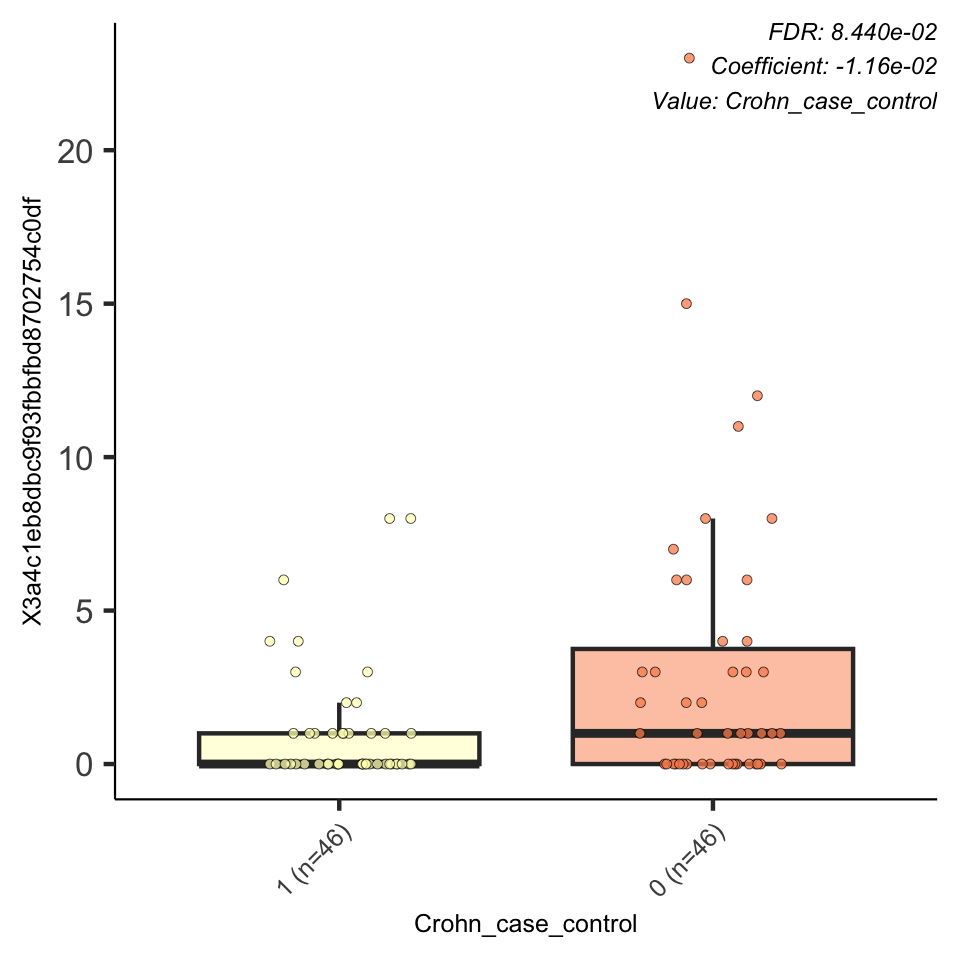 FDR: 8.440e-02
Coefficient: -1.16e-02
Value: Crohn_case_control
20
15
10
5
0
X3a4c1eb8dbc9f93fbbfbd8702754c0df
1 (n=46)
0 (n=46)
Crohn_case_control